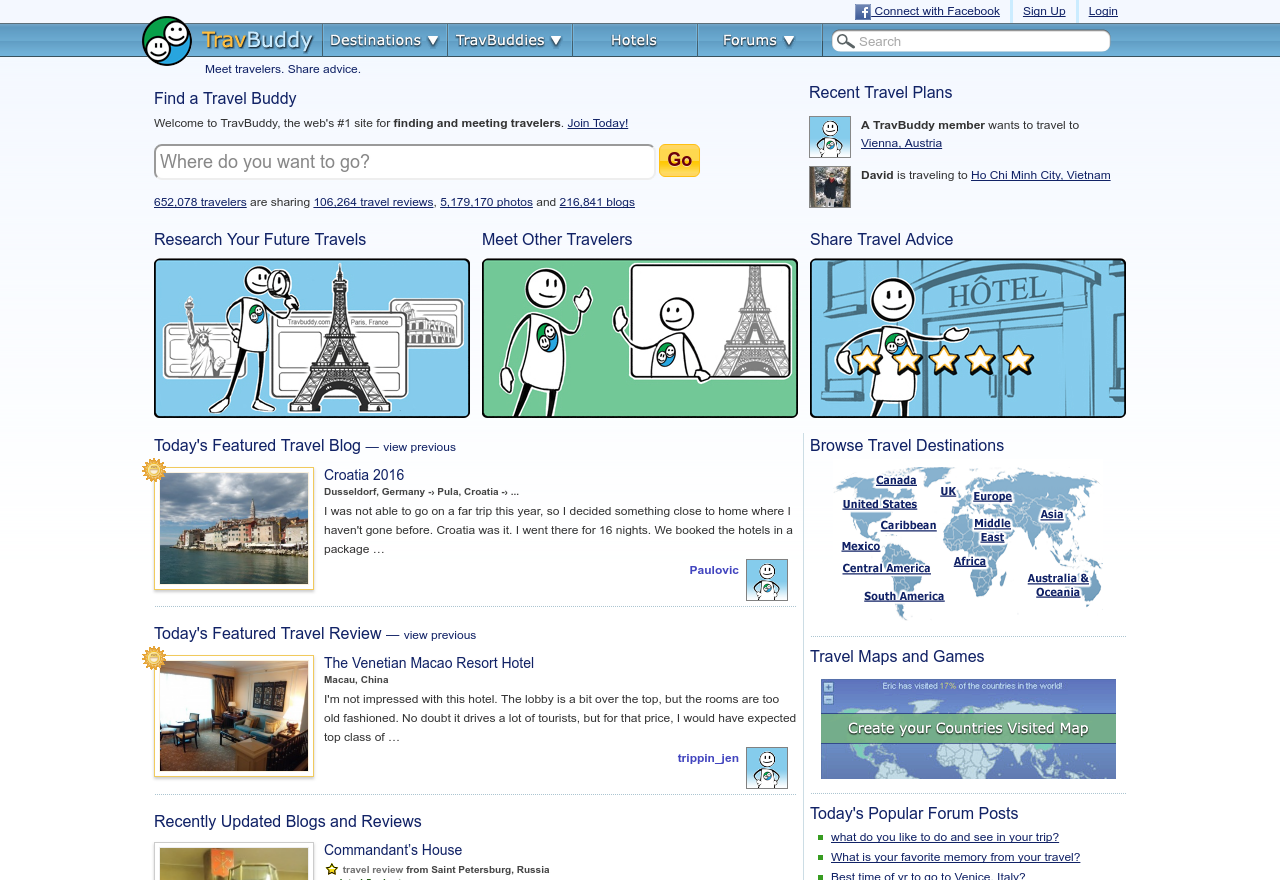 Connect with Facebook
Sign Up
Login
TravBuddy
Destinations ▼
TravBuddies ▼
Hotels
Forums ▼
Search
Meet travelers. Share advice.
Find a Travel Buddy
Welcome to TravBuddy, the web's #1 site for finding and meeting travelers. Join Today!
Where do you want to go?
Go
652,078 travelers are sharing 106,264 travel reviews, 5,179,170 photos and 216,841 blogs
Recent Travel Plans
A TravBuddy member wants to travel to
Vienna, Austria
David is traveling to Ho Chi Minh City, Vietnam
Research Your Future Travels
Travbuddy.com
Paris, France
Meet Other Travelers
Share Travel Advice
HÔTEL
Today's Featured Travel Blog — view previous
Croatia 2016
Dusseldorf, Germany -› Pula, Croatia -› ...
I was not able to go on a far trip this year, so I decided something close to home where I
haven't gone before. Croatia was it. I went there for 16 nights. We booked the hotels in a
package …
Paulovic
Today's Featured Travel Review — view previous
The Venetian Macao Resort Hotel
Macau, China
I'm not impressed with this hotel. The lobby is a bit over the top, but the rooms are too
old fashioned. No doubt it drives a lot of tourists, but for that price, I would have expected
top class of …
trippin_jen
Recently Updated Blogs and Reviews
Commandant's House
travel review from Saint Petersburg, Russia
Browse Travel Destinations
Canada
UK
Europe
United States
Asia
Caribbean
Middle
East
Mexico
Africa
Central America
Australia &
Oceania
South America
Travel Maps and Games
Eric has visited 17% of the countries in the world!
Create your Countries Visited Map
Today's Popular Forum Posts
what do you like to do and see in your trip?
What is your favorite memory from your travel?
Best time of yr to go to Venice, Italy?